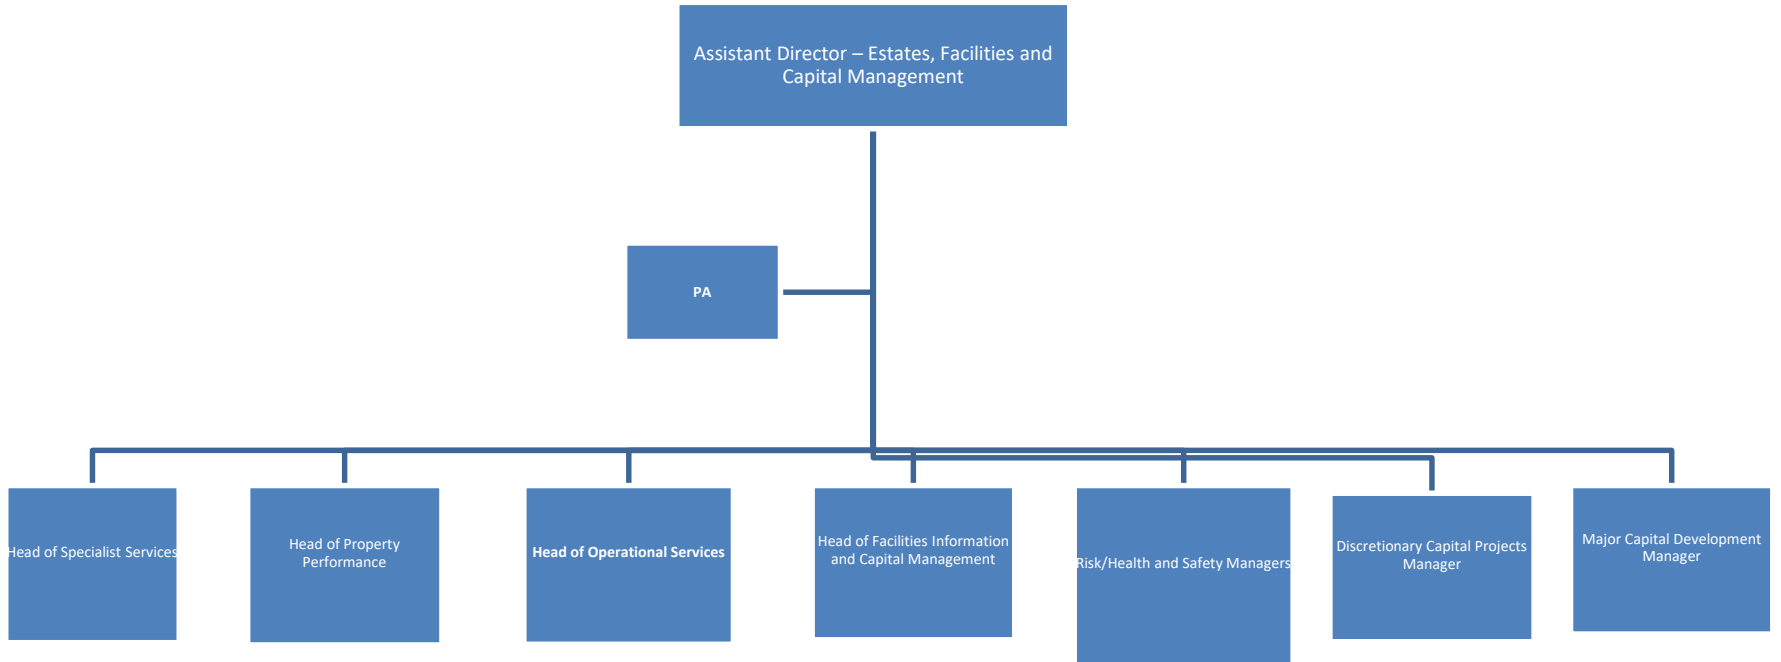 Assistant Director – Estates, Facilities and
Capital Management
PA
Head of Specialist Services
Head of Property
Performance
Head of Operational Services
Head of Facilities Information
and Capital Management
Risk/Health and Safety Managers
Discretionary Capital Projects
Manager
Major Capital Development
Manager